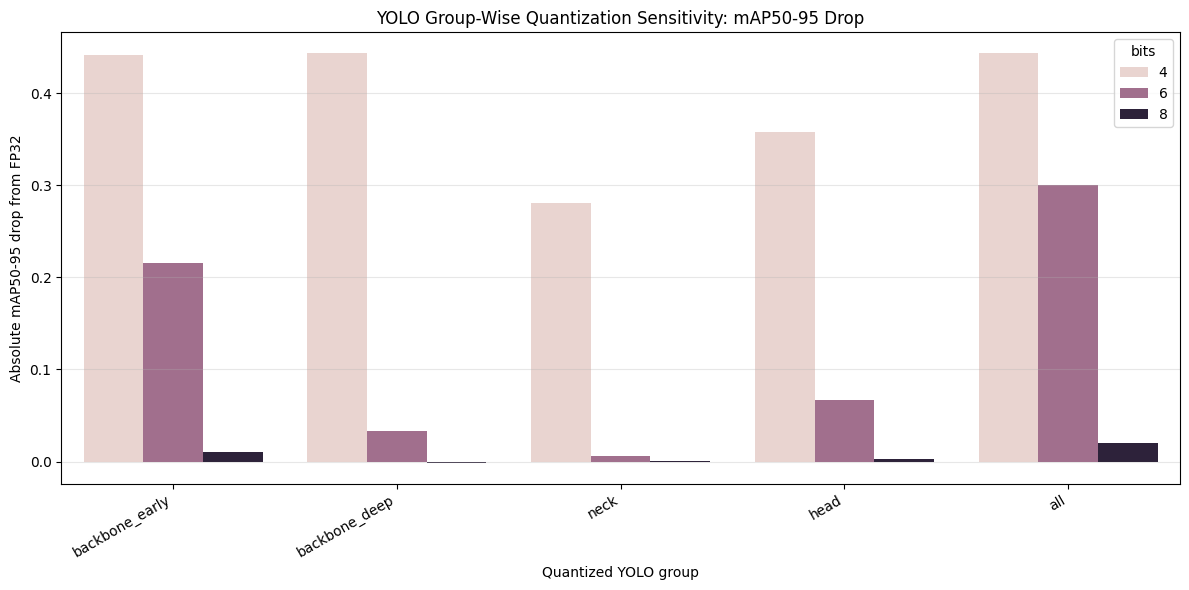 YOLO Group-Wise Quantization Sensitivity: mAP50-95 Drop
Absolute mAP50-95 drop from FP32
0.4
0.3
0.2
0.1
0.0
bits
4
6
8
backbone_early
backbone_deep
neck
head
all
Quantized YOLO group